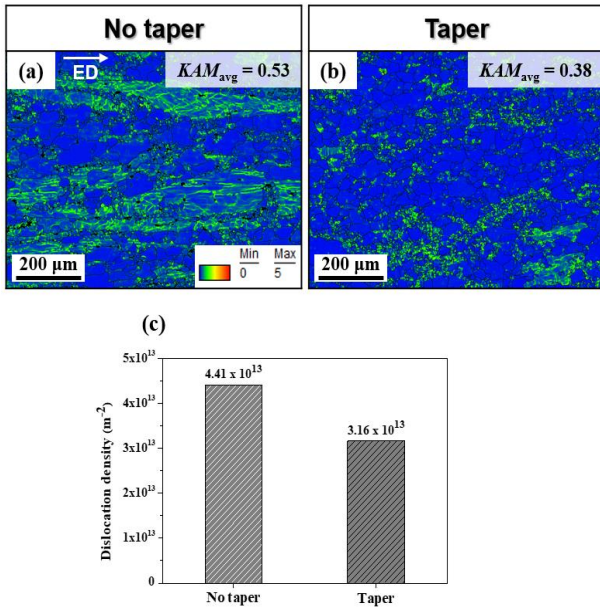 No taper
Taper
(a)
ED
KAMavg = 0.53
(b)
KAMavg = 0.38
200 µm
Min Max
0 5
200 µm
(c)
Dislocation density (m⁻²)
5x10¹³
4x10¹³
3x10¹³
2x10¹³
1x10¹³
0
4.41 x 10¹³
3.16 x 10¹³
No taper
Taper